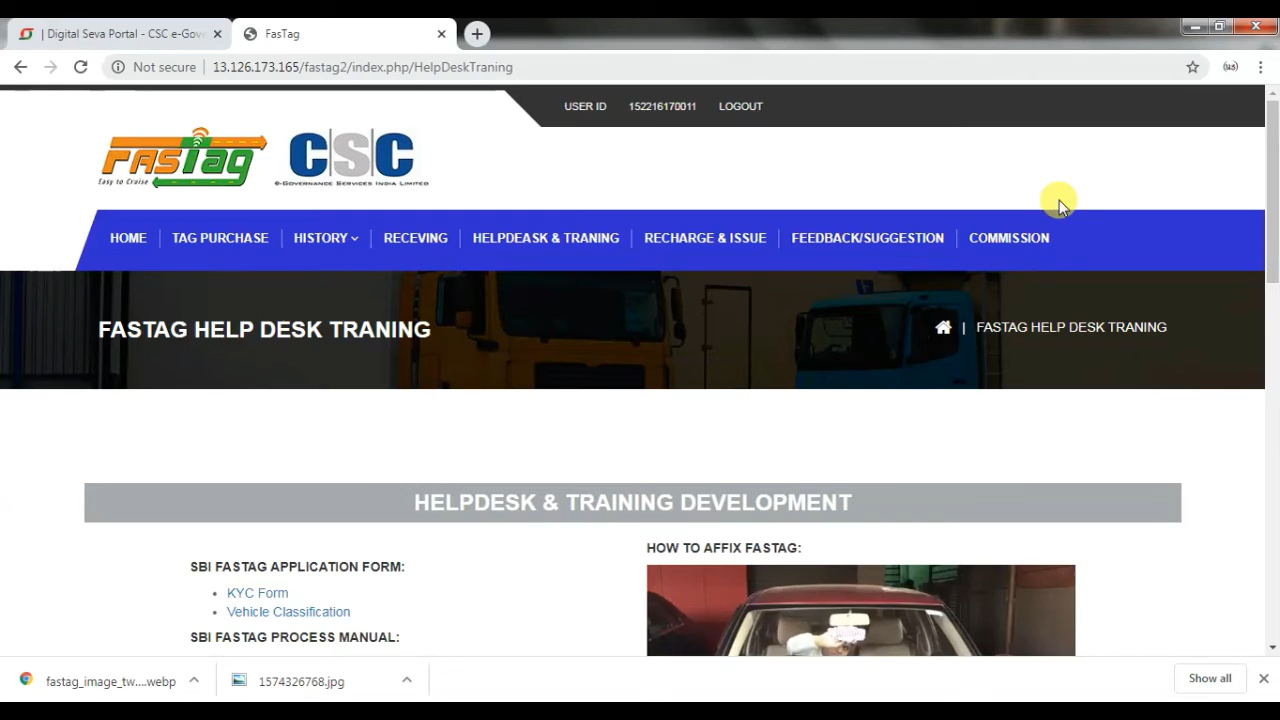 | Digital Seva Portal - CSC e-Gov
FasTag
Not secure | 13.126.173.165/fastag2/index.php/HelpDeskTraning
USER ID 152216170011 LOGOUT
FASTag
Easy to Cruise
CSC
e-Governance Services India Limited
HOME TAG PURCHASE HISTORY RECEVING HELPDEASK & TRANING RECHARGE & ISSUE FEEDBACK/SUGGESTION COMMISSION
FASTAG HELP DESK TRANING
| FASTAG HELP DESK TRANING
HELPDESK & TRAINING DEVELOPMENT
SBI FASTAG APPLICATION FORM:
• KYC Form
• Vehicle Classification
SBI FASTAG PROCESS MANUAL:
HOW TO AFFIX FASTAG:
fastag_image_tw....webp
1574326768.jpg
Show all